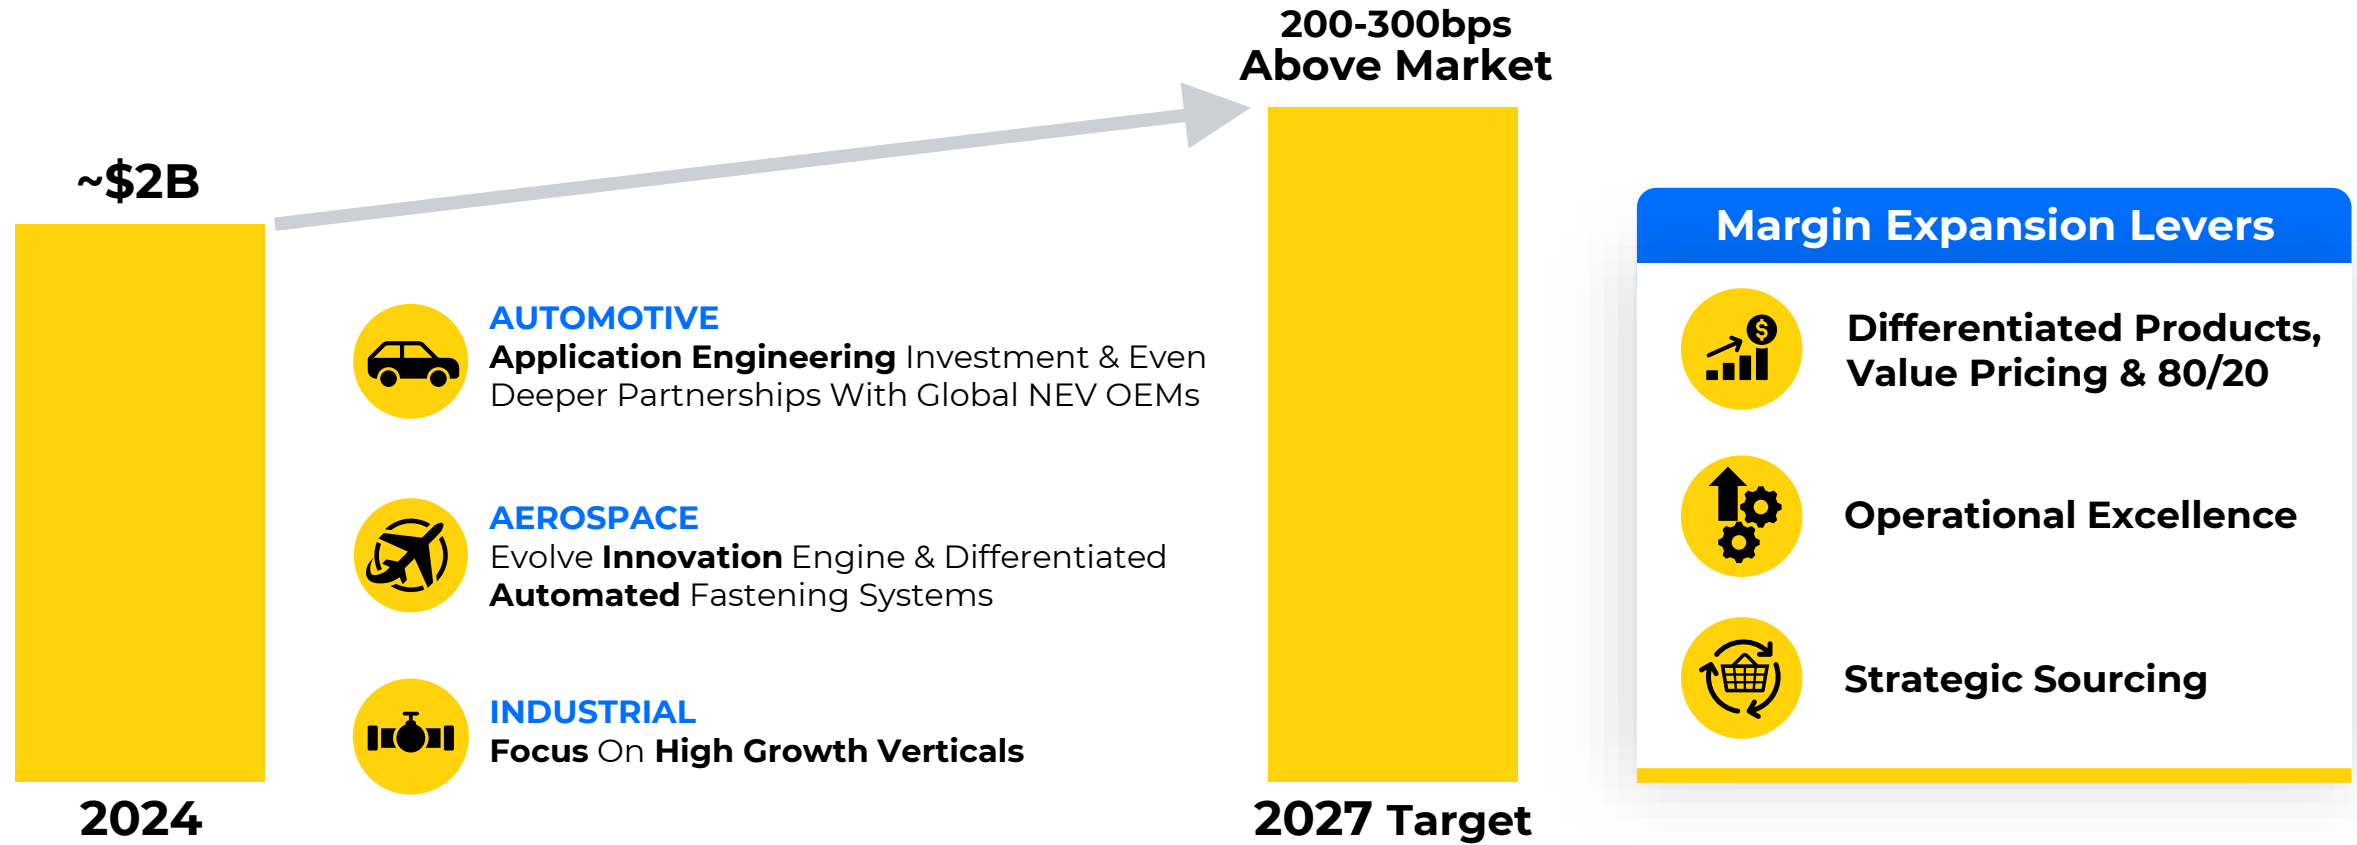 200-300bps
Above Market
~$2B
AUTOMOTIVE
Application Engineering Investment & Even
Deeper Partnerships With Global NEV OEMs
AEROSPACE
Evolve Innovation Engine & Differentiated
Automated Fastening Systems
INDUSTRIAL
Focus On High Growth Verticals
2024
2027 Target
Margin Expansion Levers
$
Differentiated Products,
Value Pricing & 80/20
Operational Excellence
Strategic Sourcing